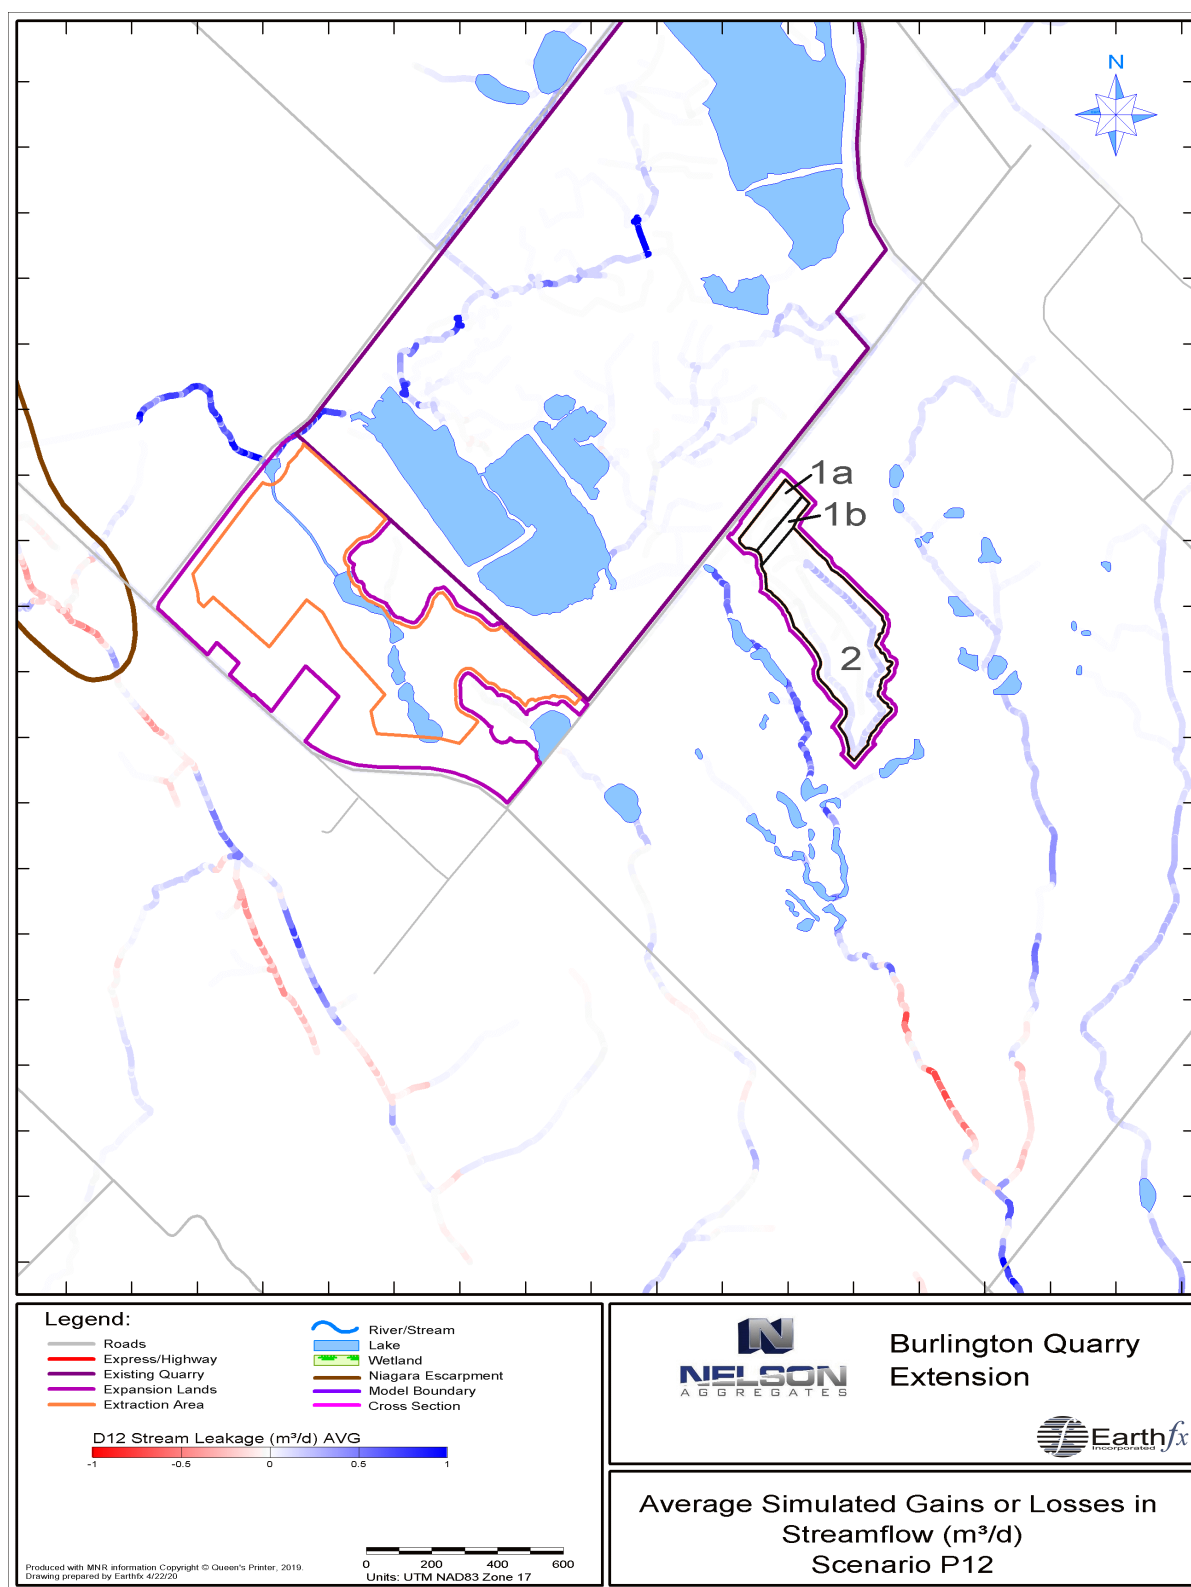 N
1a
1b
2
Legend:
Roads
Express/Highway
Existing Quarry
Expansion Lands
Extraction Area
River/Stream
Lake
Wetland
Niagara Escarpment
Model Boundary
Cross Section
D12 Stream Leakage (m³/d) AVG
-1 -0.5 0 0.5 1
Produced with MNR information Copyright © Queen's Printer, 2019.
Drawing prepared by Earthfx 4/22/20
0 200 400 600
Units: UTM NAD83 Zone 17
N
NELSON
AGGREGATES
Burlington Quarry
Extension
f
Earthfx
Incorporated
Average Simulated Gains or Losses in
Streamflow (m³/d)
Scenario P12